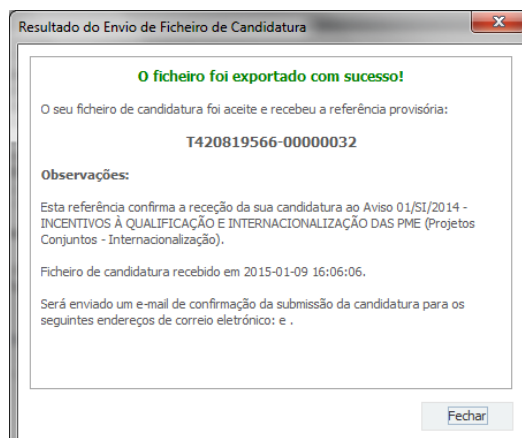 Resultado do Envio de Ficheiro de Candidatura
O ficheiro foi exportado com sucesso!
O seu ficheiro de candidatura foi aceite e recebeu a referência provisória:
T420819566-00000032
Observações:
Esta referência confirma a receção da sua candidatura ao Aviso 01/SI/2014 -
INCENTIVOS À QUALIFICAÇÃO E INTERNACIONALIZAÇÃO DAS PME (Projetos
Conjuntos - Internacionalização).
Ficheiro de candidatura recebido em 2015-01-09 16:06:06.
Será enviado um e-mail de confirmação da submissão da candidatura para os
seguintes endereços de correio eletrónico: e .
Fechar